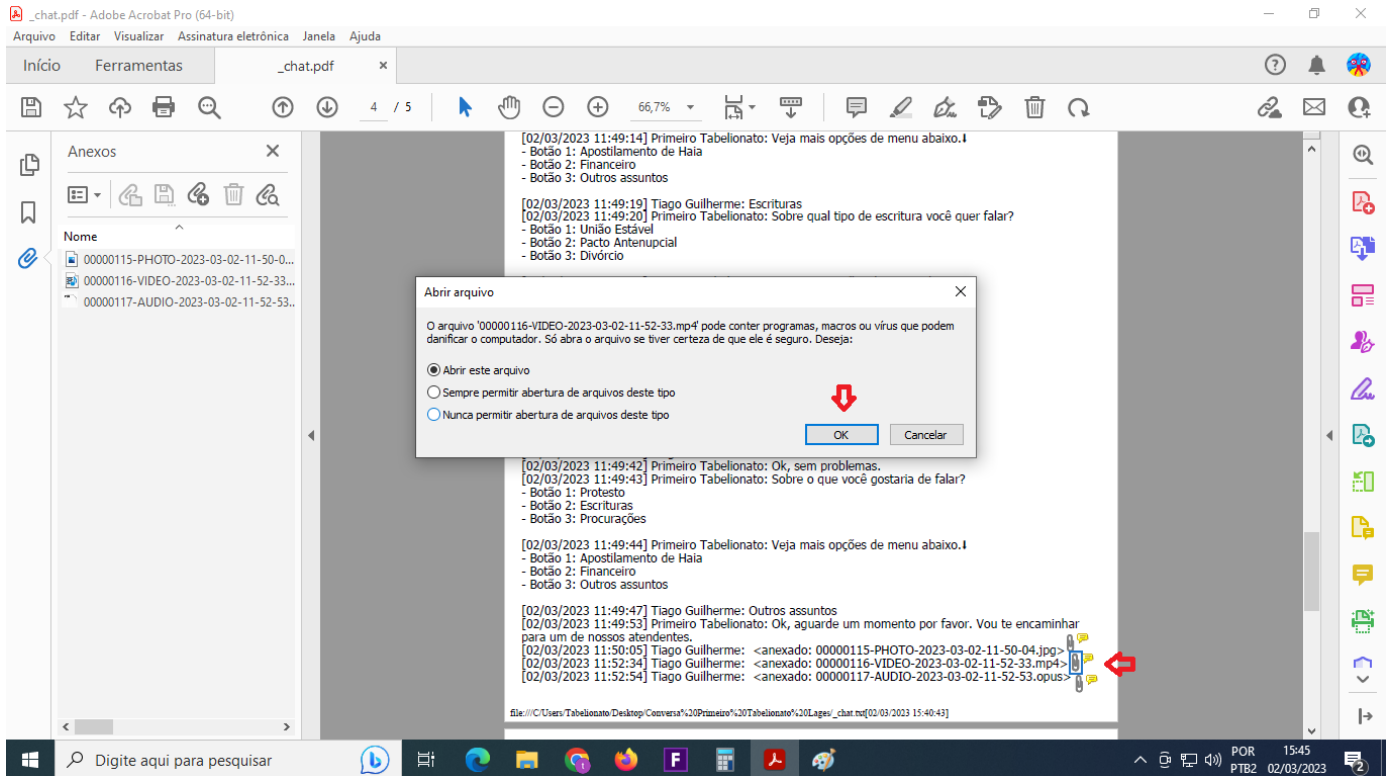 _chat.pdf - Adobe Acrobat Pro (64-bit)
Arquivo Editar Visualizar Assinatura eletrônica Janela Ajuda
Início Ferramentas _chat.pdf ×
4 / 5 66,7%
Anexos
Nome
00000115-PHOTO-2023-03-02-11-50-0...
00000116-VIDEO-2023-03-02-11-52-33...
00000117-AUDIO-2023-03-02-11-52-53..
[02/03/2023 11:49:14] Primeiro Tabelionato: Veja mais opções de menu abaixo.⬇
- Botão 1: Apostilamento de Haia
- Botão 2: Financeiro
- Botão 3: Outros assuntos
[02/03/2023 11:49:19] Tiago Guilherme: Escrituras
[02/03/2023 11:49:20] Primeiro Tabelionato: Sobre qual tipo de escritura você quer falar?
- Botão 1: União Estável
- Botão 2: Pacto Antenupcial
- Botão 3: Divórcio
Abrir arquivo
O arquivo '00000116-VIDEO-2023-03-02-11-52-33.mp4' pode conter programas, macros ou vírus que podem
danificar o computador. Só abra o arquivo se tiver certeza de que ele é seguro. Deseja:
Abrir este arquivo
Sempre permitir abertura de arquivos deste tipo
Nunca permitir abertura de arquivos deste tipo
OK Cancelar
[02/03/2023 11:49:42] Primeiro Tabelionato: Ok, sem problemas.
[02/03/2023 11:49:43] Primeiro Tabelionato: Sobre o que você gostaria de falar?
- Botão 1: Protesto
- Botão 2: Escrituras
- Botão 3: Procurações
[02/03/2023 11:49:44] Primeiro Tabelionato: Veja mais opções de menu abaixo.⬇
- Botão 1: Apostilamento de Haia
- Botão 2: Financeiro
- Botão 3: Outros assuntos
[02/03/2023 11:49:47] Tiago Guilherme: Outros assuntos
[02/03/2023 11:49:53] Primeiro Tabelionato: Ok, aguarde um momento por favor. Vou te encaminhar
para um de nossos atendentes.
[02/03/2023 11:50:05] Tiago Guilherme: <anexado: 00000115-PHOTO-2023-03-02-11-50-04.jpg>
[02/03/2023 11:52:34] Tiago Guilherme: <anexado: 00000116-VIDEO-2023-03-02-11-52-33.mp4>
[02/03/2023 11:52:54] Tiago Guilherme: <anexado: 00000117-AUDIO-2023-03-02-11-52-53.opus>
file:///C/Users/Tabelionato/Desktop/Conversa%20Primeiro%20Tabelionato%20Lages/_chat.txt[02/03/2023 15:40:43]
Digite aqui para pesquisar
POR 15:45
PTB2 02/03/2023
2